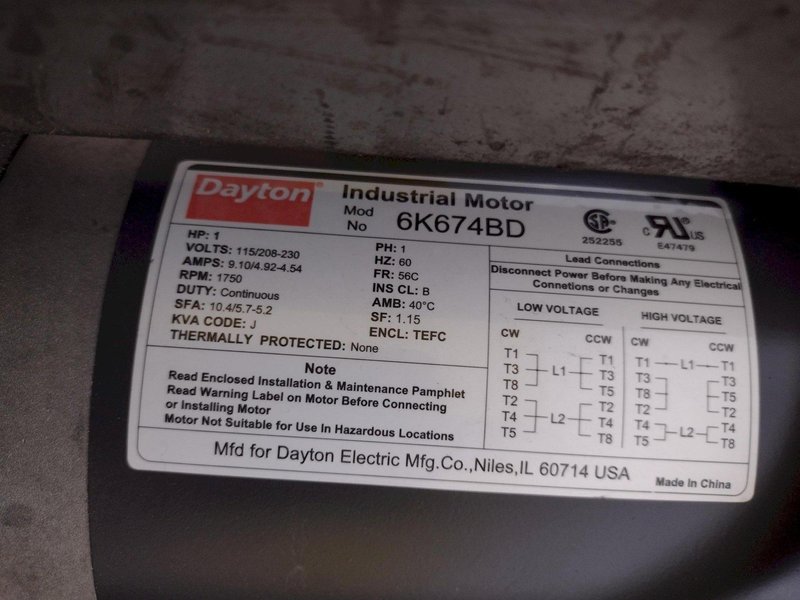 Dayton®
Industrial Motor
Mod No 6K674BD
252255
C US
E47479
HP: 1
VOLTS: 115/208-230
AMPS: 9.10/4.92-4.54
RPM: 1750
DUTY: Continuous
SFA: 10.4/5.7-5.2
KVA CODE: J
THERMALLY PROTECTED: None
PH: 1
HZ: 60
FR: 56C
INS CL: B
AMB: 40°C
SF: 1.15
ENCL: TEFC
Note
Read Enclosed Installation & Maintenance Pamphlet
Read Warning Label on Motor Before Connecting
or Installing Motor
Motor Not Suitable for Use In Hazardous Locations
Lead Connections
Disconnect Power Before Making Any Electrical
Connetions or Changes
LOW VOLTAGE
CW CCW
T1 T1
T3 L1 T3
T8 T5
T2 T2
T4 L2 T4
T5 T8
HIGH VOLTAGE
CW CCW
T1 L1 T1
T3 T3
T8 T5
T2 T2
T4 L2 T4
T5 T8
Mfd for Dayton Electric Mfg.Co.,Niles,IL 60714 USA
Made In China